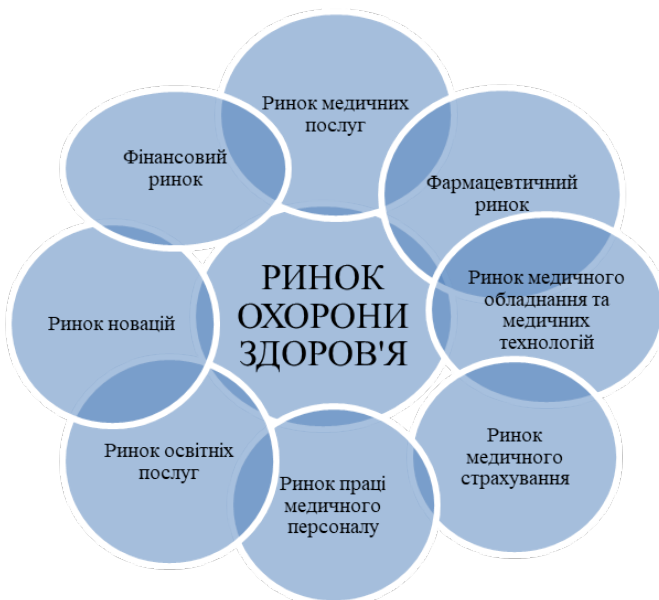 Ринок медичних
послуг
Фінансовий
ринок
Фармацевтичний
ринок
РИНОК
ОХОРОНИ
ЗДОРОВ'Я
Ринок медичного
обладнання та
медичних
технологій
Ринок новацій
Ринок освітніх
послуг
Ринок праці
медичного
персоналу
Ринок
медичного
страхування